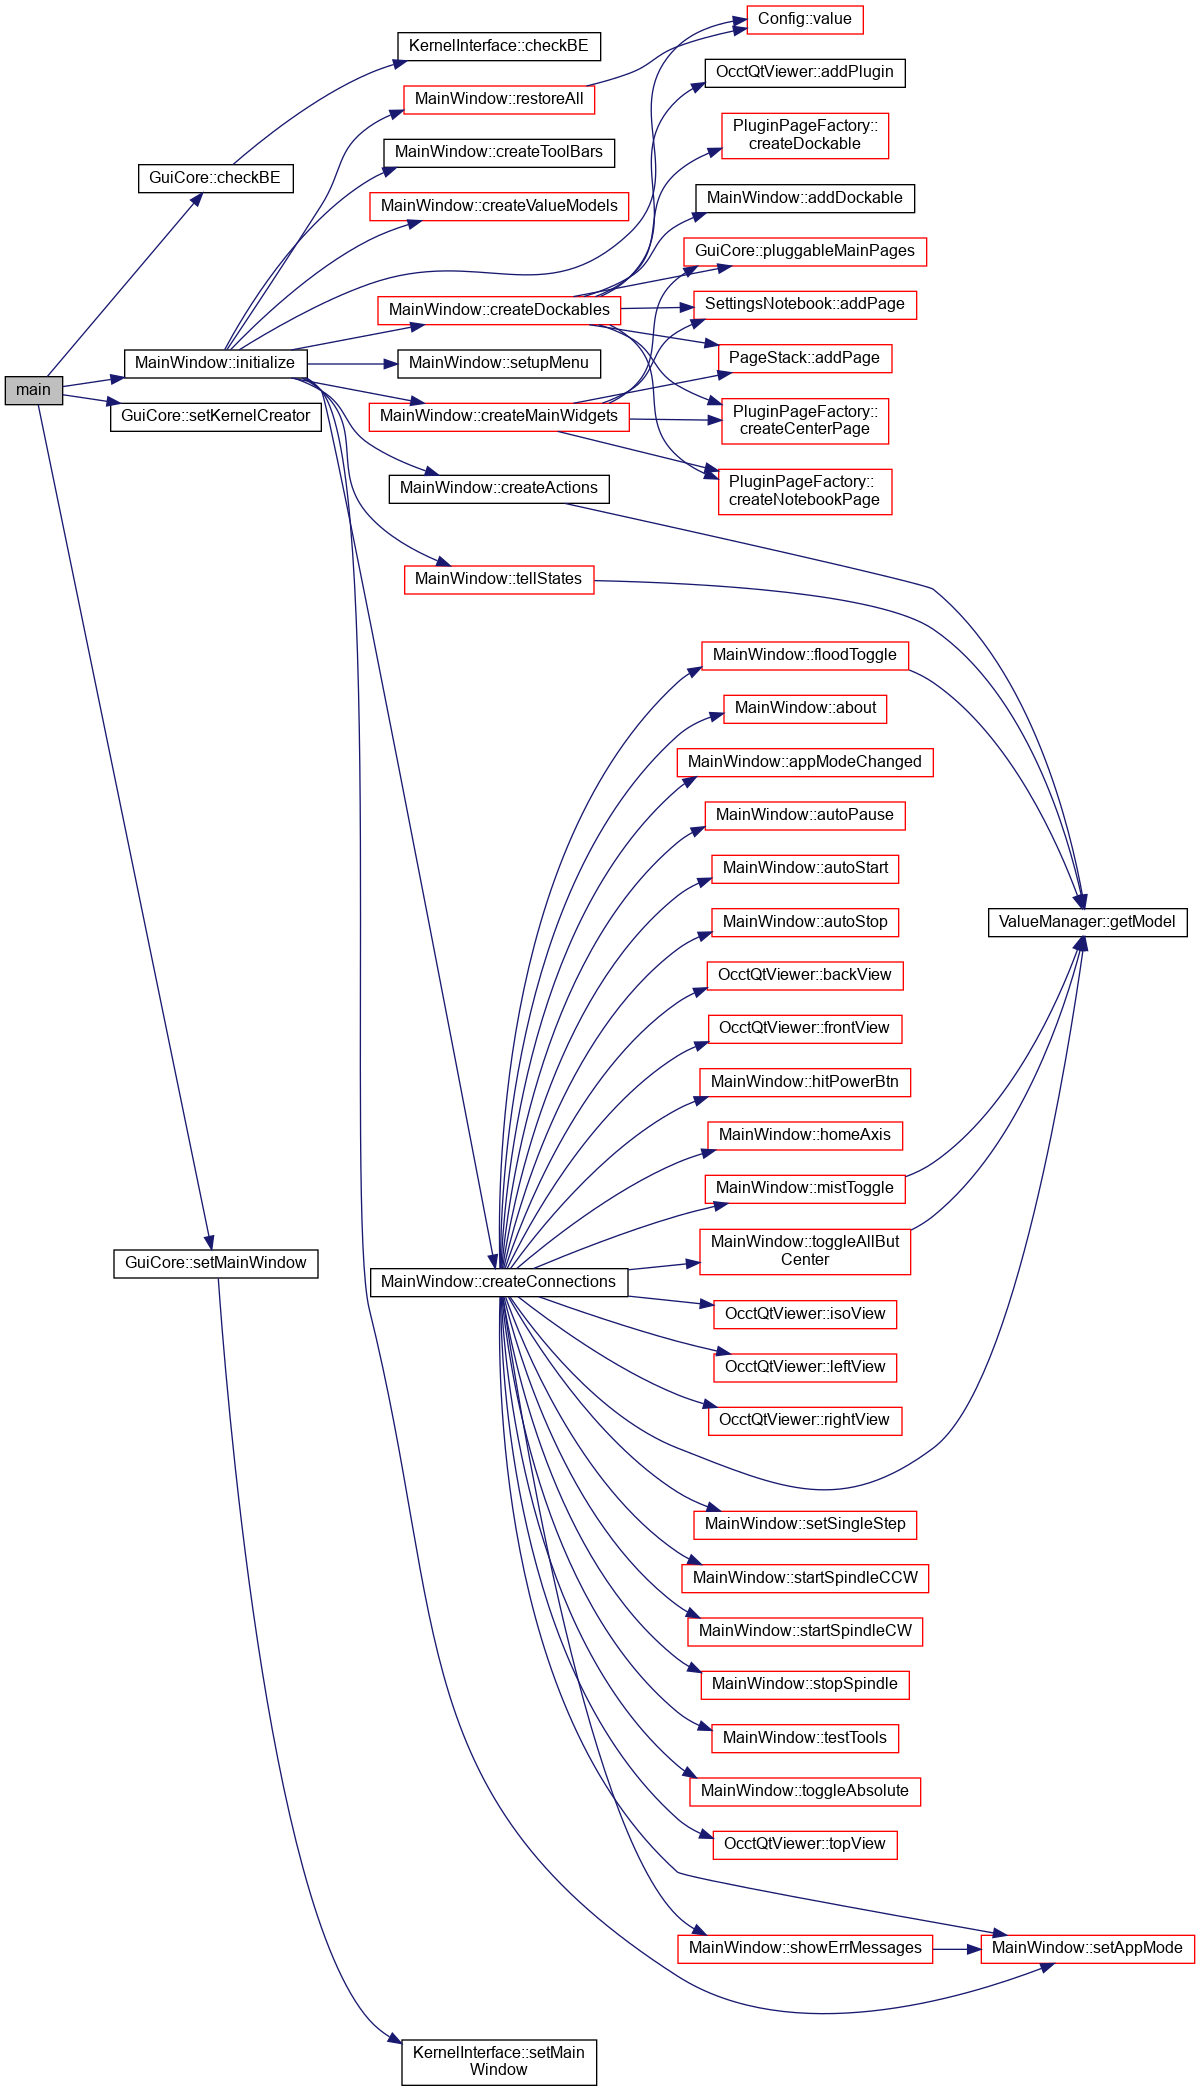 main
GuiCore::checkBE
MainWindow::initialize
GuiCore::setKernelCreator
GuiCore::setMainWindow
KernelInterface::checkBE
MainWindow::restoreAll
MainWindow::createToolBars
MainWindow::createValueModels
MainWindow::createDockables
MainWindow::setupMenu
MainWindow::createMainWidgets
MainWindow::createActions
MainWindow::tellStates
MainWindow::createConnections
KernelInterface::setMain
Window
Config::value
OcctQtViewer::addPlugin
PluginPageFactory::
createDockable
MainWindow::addDockable
GuiCore::pluggableMainPages
SettingsNotebook::addPage
PageStack::addPage
PluginPageFactory::
createCenterPage
PluginPageFactory::
createNotebookPage
MainWindow::floodToggle
MainWindow::about
MainWindow::appModeChanged
MainWindow::autoPause
MainWindow::autoStart
MainWindow::autoStop
OcctQtViewer::backView
OcctQtViewer::frontView
MainWindow::hitPowerBtn
MainWindow::homeAxis
MainWindow::mistToggle
MainWindow::toggleAllBut
Center
OcctQtViewer::isoView
OcctQtViewer::leftView
OcctQtViewer::rightView
MainWindow::setSingleStep
MainWindow::startSpindleCCW
MainWindow::startSpindleCW
MainWindow::stopSpindle
MainWindow::testTools
MainWindow::toggleAbsolute
OcctQtViewer::topView
MainWindow::showErrMessages
ValueManager::getModel
MainWindow::setAppMode